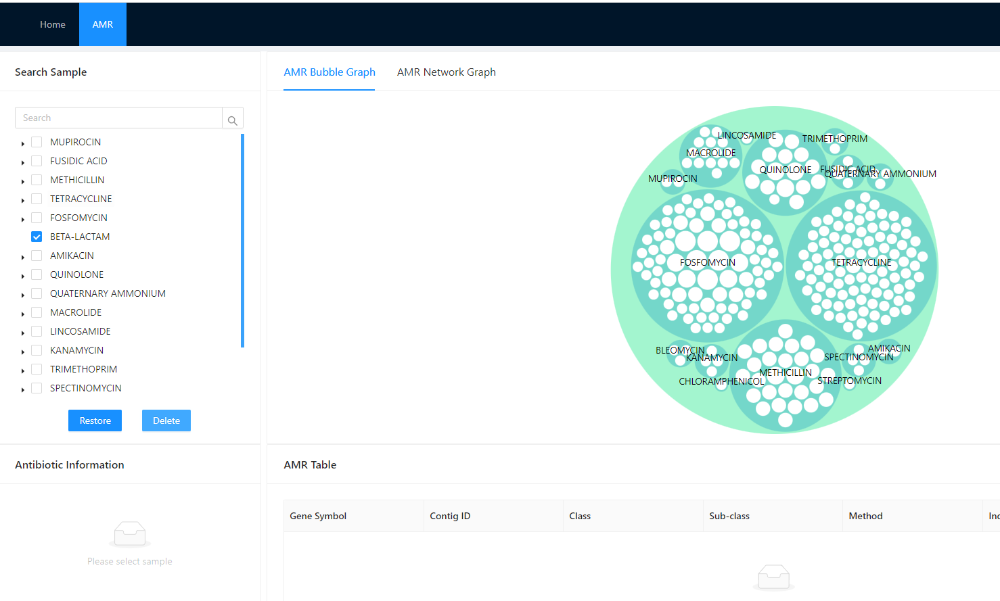 Home
AMR
Search Sample
Search
MUPIROCIN
FUSIDIC ACID
METHICILLIN
TETRACYCLINE
FOSFOMYCIN
BETA-LACTAM
AMIKACIN
QUINOLONE
QUATERNARY AMMONIUM
MACROLIDE
LINCOSAMIDE
KANAMYCIN
TRIMETHOPRIM
SPECTINOMYCIN
Restore
Delete
Antibiotic Information
Please select sample
AMR Bubble Graph
AMR Network Graph
LINCOSAMIDE
TRIMETHOPRIM
MACROLIDE
QUINOLONE
FUSIDIC ACID
QUATERNARY AMMONIUM
MUPIROCIN
FOSFOMYCIN
TETRACYCLINE
BLEOMYCIN
KANAMYCIN
AMIKACIN
SPECTINOMYCIN
METHICILLIN
CHLORAMPHENICOL
STREPTOMYCIN
AMR Table
Gene Symbol
Contig ID
Class
Sub-class
Method